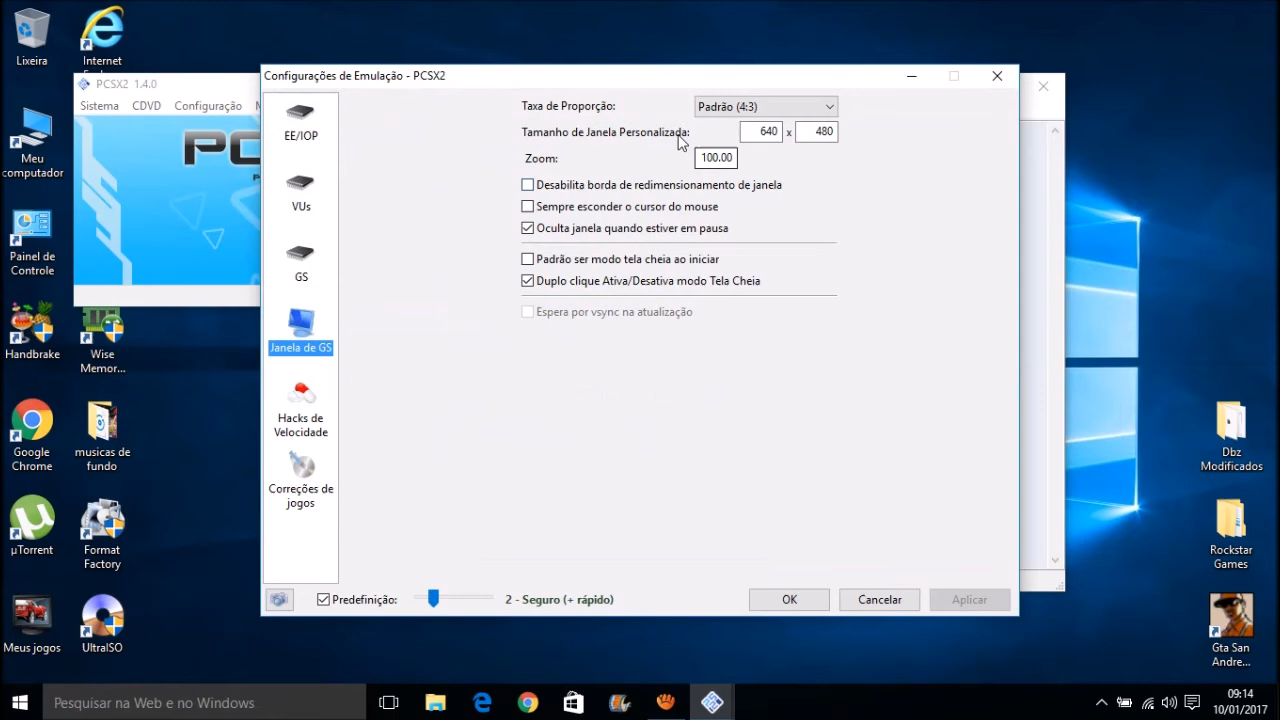 Lixeira
Internet
Meu
computador
Painel de
Controle
Handbrake
Wise
Memor...
Google
Chrome
musicas de
fundo
µTorrent
Format
Factory
Meus jogos
UltraISO
PCSX2 1.4.0
Sistema CDVD Configuração
Configurações de Emulação - PCSX2
EE/IOP
VUs
GS
Janela de GS
Hacks de
Velocidade
Correções de
jogos
Taxa de Proporção: Padrão (4:3)
Tamanho de Janela Personalizada: 640 x 480
Zoom: 100.00
Desabilita borda de redimensionamento de janela
Sempre esconder o cursor do mouse
Oculta janela quando estiver em pausa
Padrão ser modo tela cheia ao iniciar
Duplo clique Ativa/Desativa modo Tela Cheia
Espera por vsync na atualização
Predefinição: 2 - Seguro (+ rápido) OK Cancelar Aplicar
Dbz
Modificados
Rockstar
Games
Gta San
Andre...
Pesquisar na Web e no Windows
09:14
10/01/2017